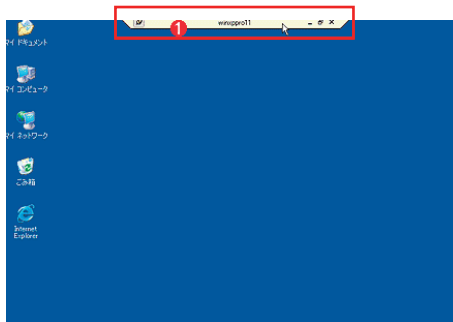 winxppro11
1
マイ ドキュメント
マイ コンピュータ
マイ ネットワーク
ごみ箱
Internet
Explorer